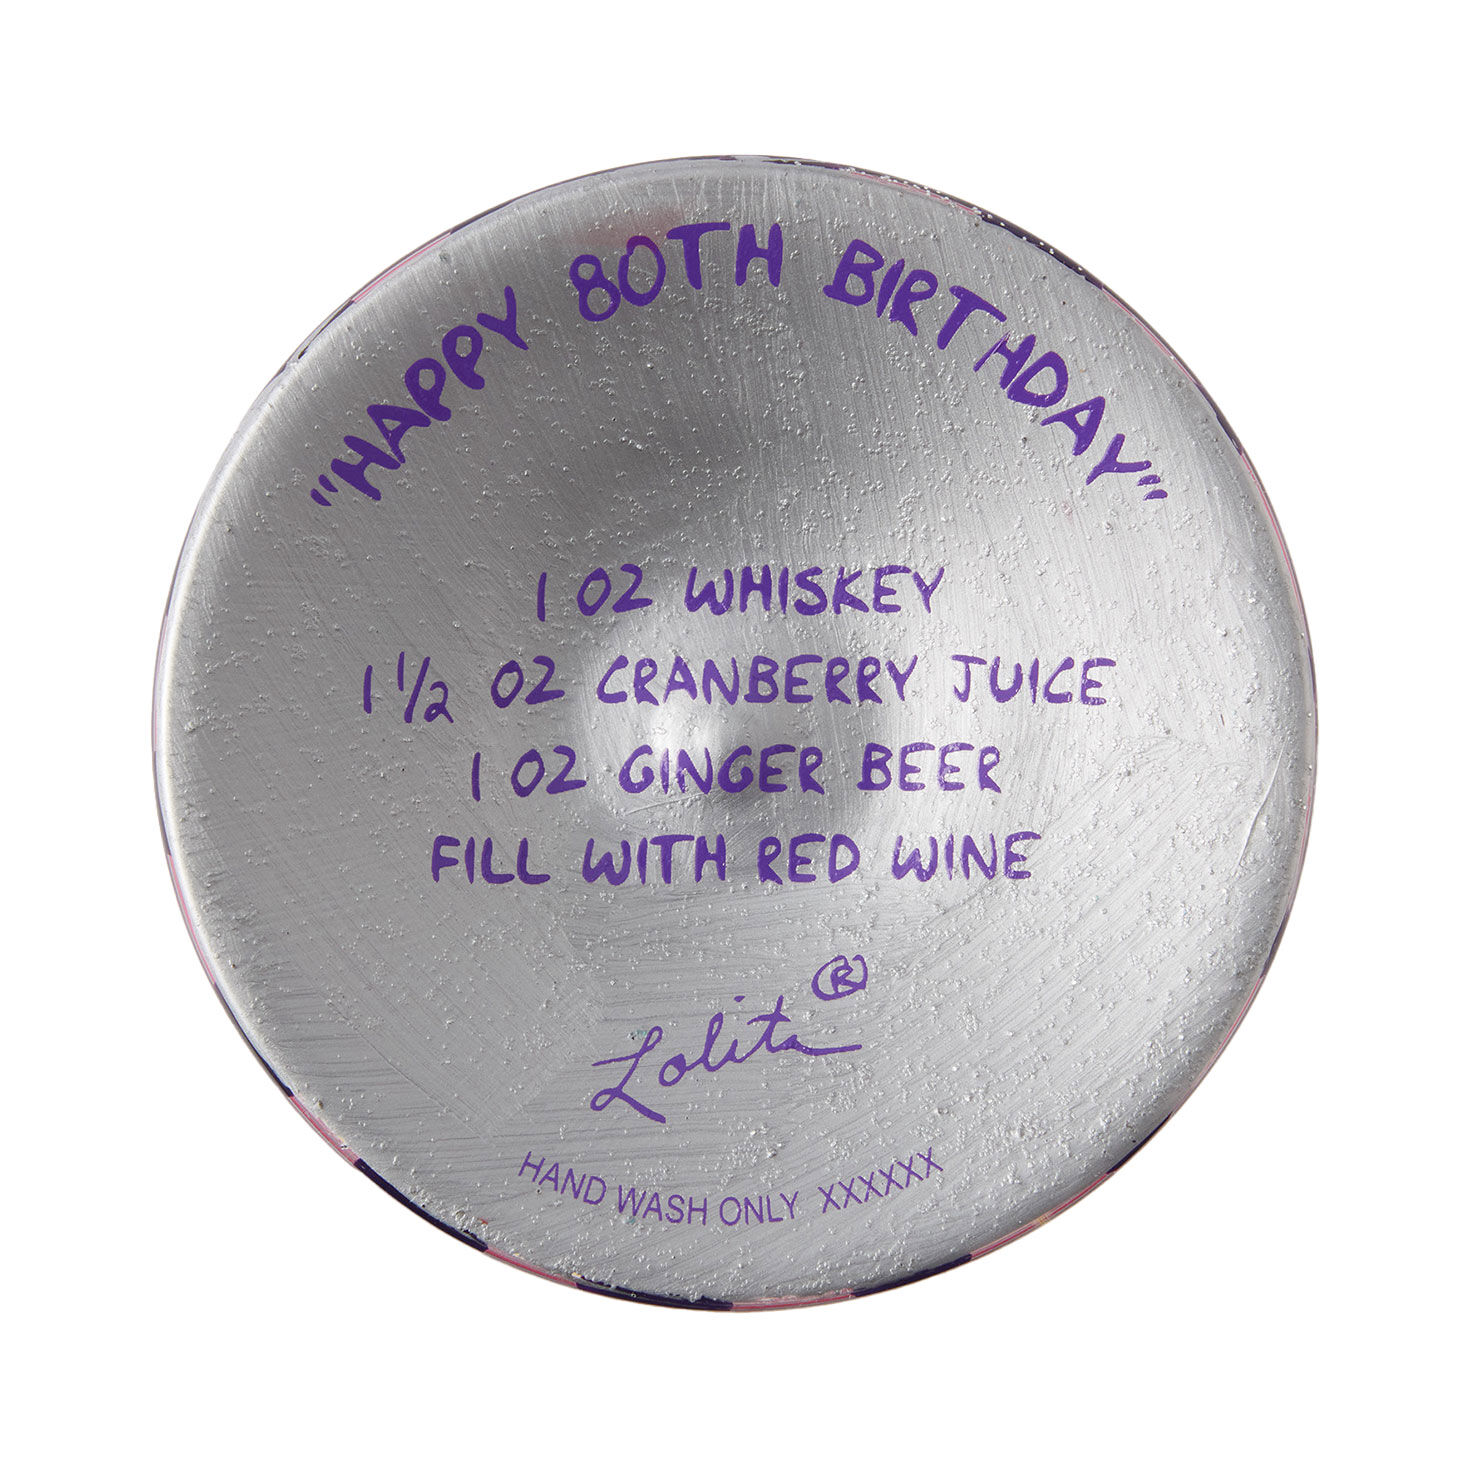 "HAPPY 80TH BIRTHDAY"
1 OZ WHISKEY
1 1/2 OZ CRANBERRY JUICE
1 OZ GINGER BEER
FILL WITH RED WINE
Lolita®
HAND WASH ONLY XXXXXX